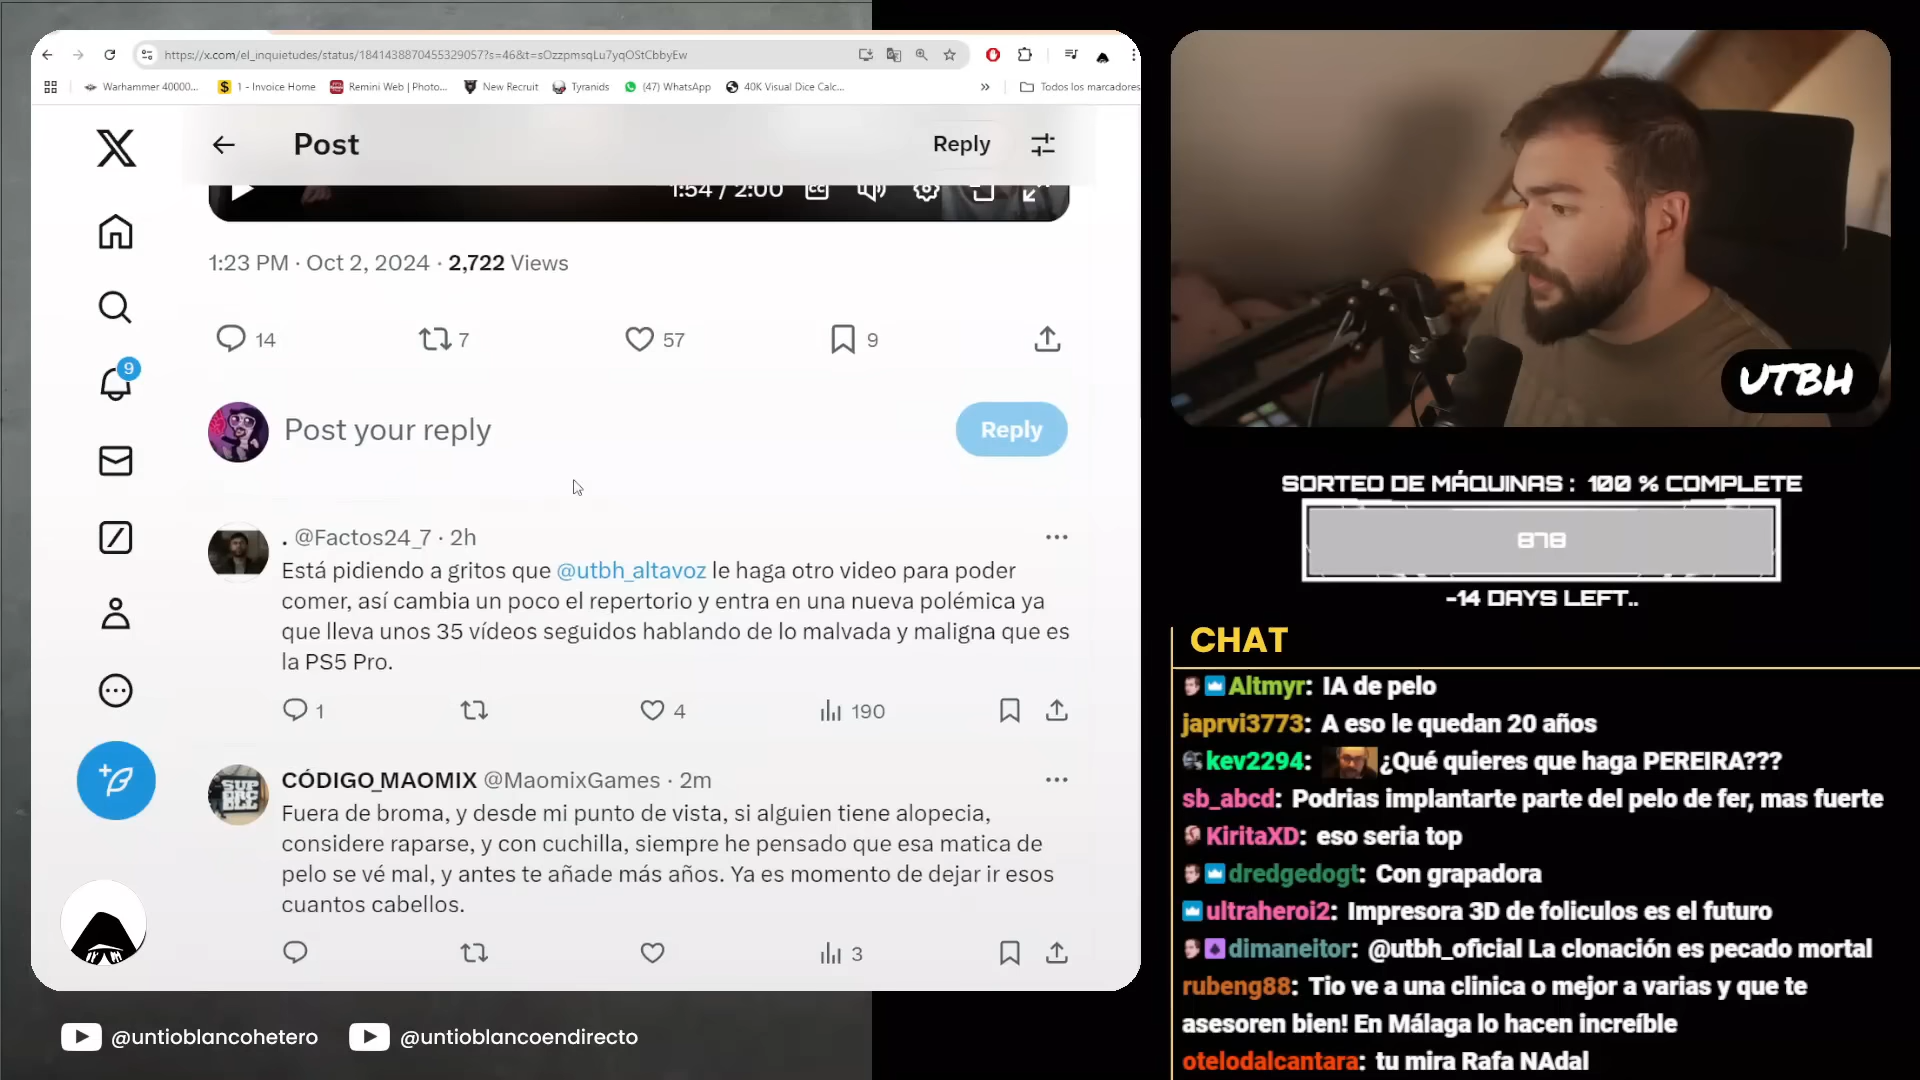 https://x.com/el_inquietudes/status/1841438870455329057?s=46&t=sOzzpmsqLu7yqOStCbbyEw
Warhammer 40000...
1 - Invoice Home
Remini Web | Photo...
New Recruit
Tyranids
(47) WhatsApp
40K Visual Dice Calc...
»
Todos los marcadores
Post
Reply
1:54 / 2:00
1:23 PM · Oct 2, 2024 · 2,722 Views
14
7
57
9
9
Post your reply
Reply
. @Factos24_7 · 2h
Está pidiendo a gritos que @utbh_altavoz le haga otro video para poder
comer, así cambia un poco el repertorio y entra en una nueva polémica ya
que lleva unos 35 vídeos seguidos hablando de lo malvada y maligna que es
la PS5 Pro.
1
4
190
CÓDIGO_MAOMIX @MaomixGames · 2m
Fuera de broma, y desde mi punto de vista, si alguien tiene alopecia,
considere raparse, y con cuchilla, siempre he pensado que esa matica de
pelo se vé mal, y antes te añade más años. Ya es momento de dejar ir esos
cuantos cabellos.
3
@untioblancohetero
@untioblancoendirecto
UTBH
SORTEO DE MÁQUINAS : 100 % COMPLETE
878
-14 DAYS LEFT..
CHAT
Altmyr: IA de pelo
japrvi3773: A eso le quedan 20 años
kev2294: ¿Qué quieres que haga PEREIRA???
sb_abcd: Podrias implantarte parte del pelo de fer, mas fuerte
KiritaXD: eso seria top
dredgedogt: Con grapadora
ultraheroi2: Impresora 3D de foliculos es el futuro
dimaneitor: @utbh_oficial La clonación es pecado mortal
rubeng88: Tio ve a una clinica o mejor a varias y que te
asesoren bien! En Málaga lo hacen increíble
otelodalcantara: tu mira Rafa NAdal